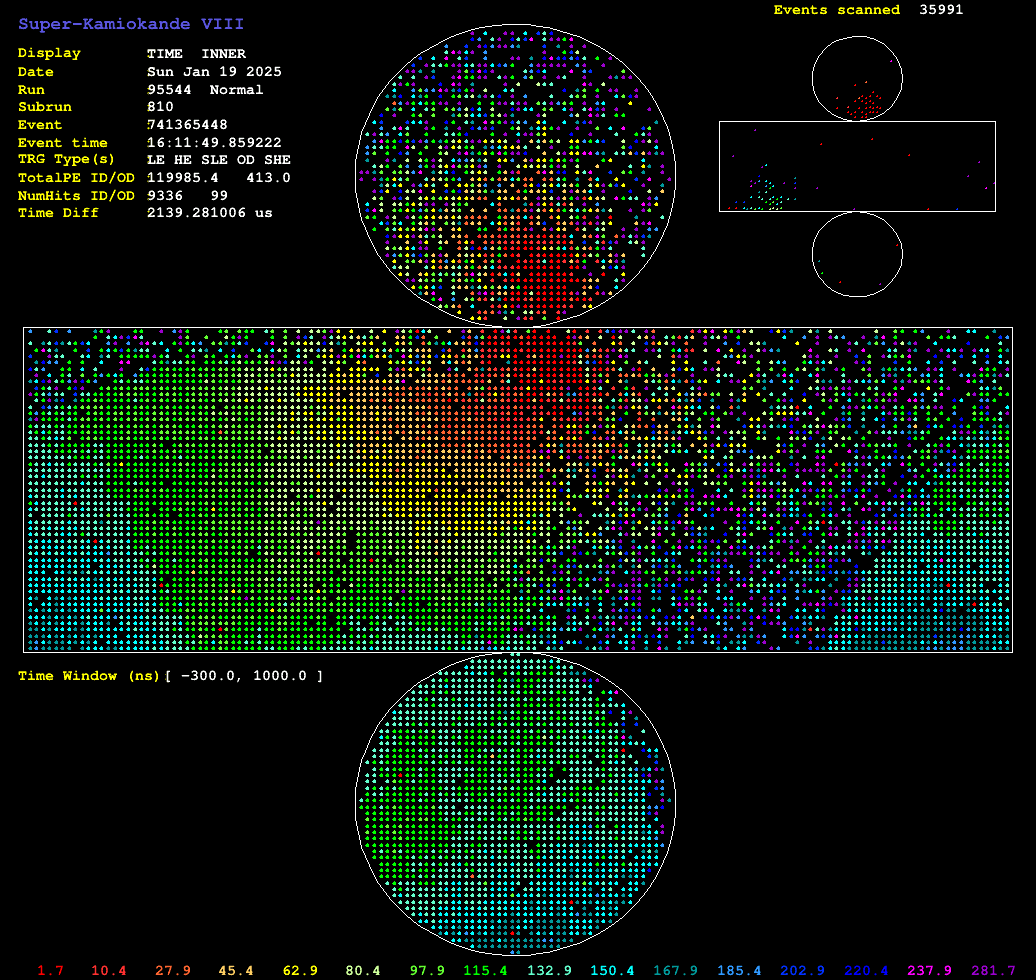 Super-Kamiokande VIII
Events scanned 35991
Display TIME INNER
Date Sun Jan 19 2025
Run 95544 Normal
Subrun 810
Event 741365448
Event time 16:11:49.859222
TRG Type(s) LE HE SLE OD SHE
TotalPE ID/OD 119985.4 413.0
NumHits ID/OD 9336 99
Time Diff 2139.281006 us
Time Window (ns)[ -300.0, 1000.0 ]
1.7 10.4 27.9 45.4 62.9 80.4 97.9 115.4 132.9 150.4 167.9 185.4 202.9 220.4 237.9 281.7